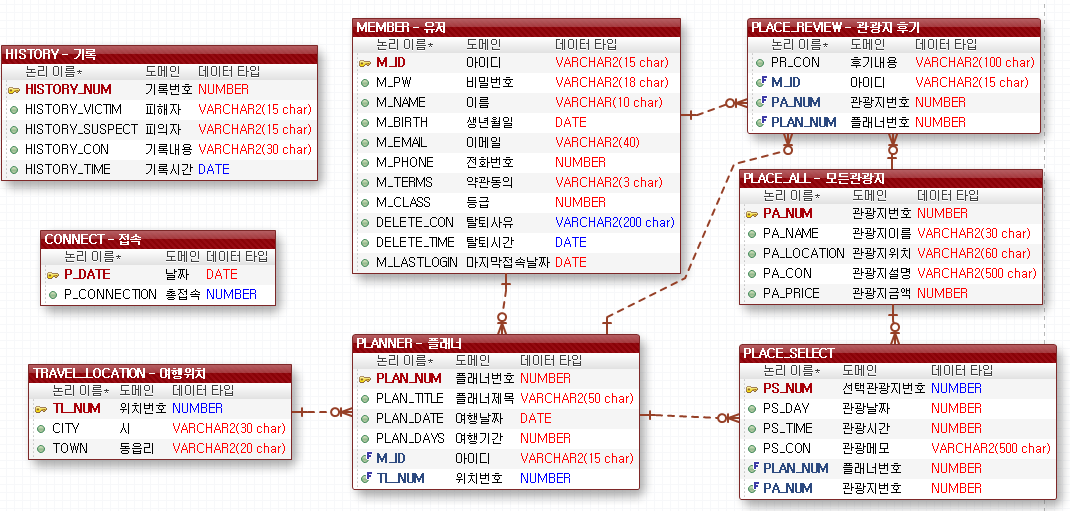 HISTORY - 기록
논리 이름* 도메인 데이터 타입
HISTORY_NUM 기록번호 NUMBER
HISTORY_VICTIM 피해자 VARCHAR2(15 char)
HISTORY_SUSPECT 피의자 VARCHAR2(15 char)
HISTORY_CON 기록내용 VARCHAR2(30 char)
HISTORY_TIME 기록시간 DATE
CONNECT - 접속
논리 이름* 도메인 데이터 타입
P_DATE 날짜 DATE
P_CONNECTION 총접속 NUMBER
TRAVEL_LOCATION - 여행위치
논리 이름* 도메인 데이터 타입
TL_NUM 위치번호 NUMBER
CITY 시 VARCHAR2(30 char)
TOWN 동읍리 VARCHAR2(20 char)
MEMBER - 유저
논리 이름* 도메인 데이터 타입
M_ID 아이디 VARCHAR2(15 char)
M_PW 비밀번호 VARCHAR2(18 char)
M_NAME 이름 VARCHAR(10 char)
M_BIRTH 생년월일 DATE
M_EMAIL 이메일 VARCHAR2(40)
M_PHONE 전화번호 NUMBER
M_TERMS 약관동의 VARCHAR2(3 char)
M_CLASS 등급 NUMBER
DELETE_CON 탈퇴사유 VARCHAR2(200 char)
DELETE_TIME 탈퇴시간 DATE
M_LASTLOGIN 마지막접속날짜 DATE
PLANNER - 플래너
논리 이름* 도메인 데이터 타입
PLAN_NUM 플래너번호 NUMBER
PLAN_TITLE 플래너제목 VARCHAR2(50 char)
PLAN_DATE 여행날짜 DATE
PLAN_DAYS 여행기간 NUMBER
M_ID 아이디 VARCHAR2(15 char)
TL_NUM 위치번호 NUMBER
PLACE_REVIEW - 관광지 후기
논리 이름* 도메인 데이터 타입
PR_CON 후기내용 VARCHAR2(100 char)
M_ID 아이디 VARCHAR2(15 char)
PA_NUM 관광지번호 NUMBER
PLAN_NUM 플래너번호 NUMBER
PLACE_ALL - 모든관광지
논리 이름* 도메인 데이터 타입
PA_NUM 관광지번호 NUMBER
PA_NAME 관광지이름 VARCHAR2(30 char)
PA_LOCATION 관광지위치 VARCHAR2(60 char)
PA_CON 관광지설명 VARCHAR2(500 char)
PA_PRICE 관광지금액 NUMBER
PLACE_SELECT
논리 이름* 도메인 데이터 타입
PS_NUM 선택관광지번호 NUMBER
PS_DAY 관광날짜 NUMBER
PS_TIME 관광시간 NUMBER
PS_CON 관광메모 VARCHAR2(500 char)
PLAN_NUM 플래너번호 NUMBER
PA_NUM 관광지번호 NUMBER